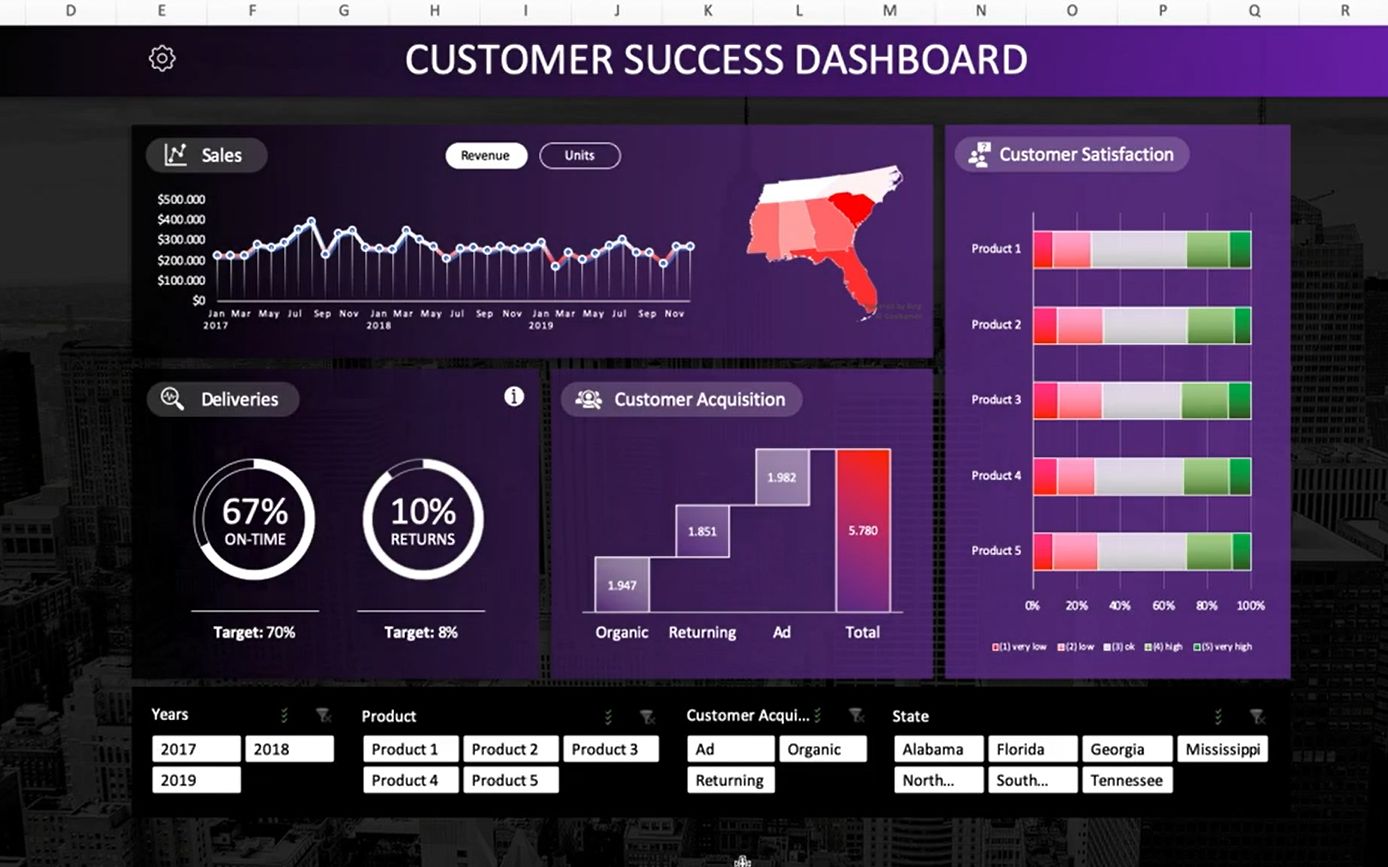 D E F G H I J K L M N O P Q R
CUSTOMER SUCCESS DASHBOARD
Sales
Revenue
Units
$500.000
$400.000
$300.000
$200.000
$100.000
$0
Jan Mar May Jul Sep Nov Jan Mar May Jul Sep Nov Jan Mar May Jul Sep Nov
2017 2018 2019
Customer Satisfaction
Product 1
Product 2
Product 3
Product 4
Product 5
0% 20% 40% 60% 80% 100%
(1) very low (2) low (3) ok (4) high (5) very high
Deliveries
67%
ON-TIME
Target: 70%
10%
RETURNS
Target: 8%
Customer Acquisition
1.947
1.851
1.982
5.780
Organic Returning Ad Total
Years
2017 2018
2019
Product
Product 1 Product 2 Product 3
Product 4 Product 5
Customer Acqui...
Ad Organic
Returning
State
Alabama Florida Georgia Mississippi
North... South... Tennessee